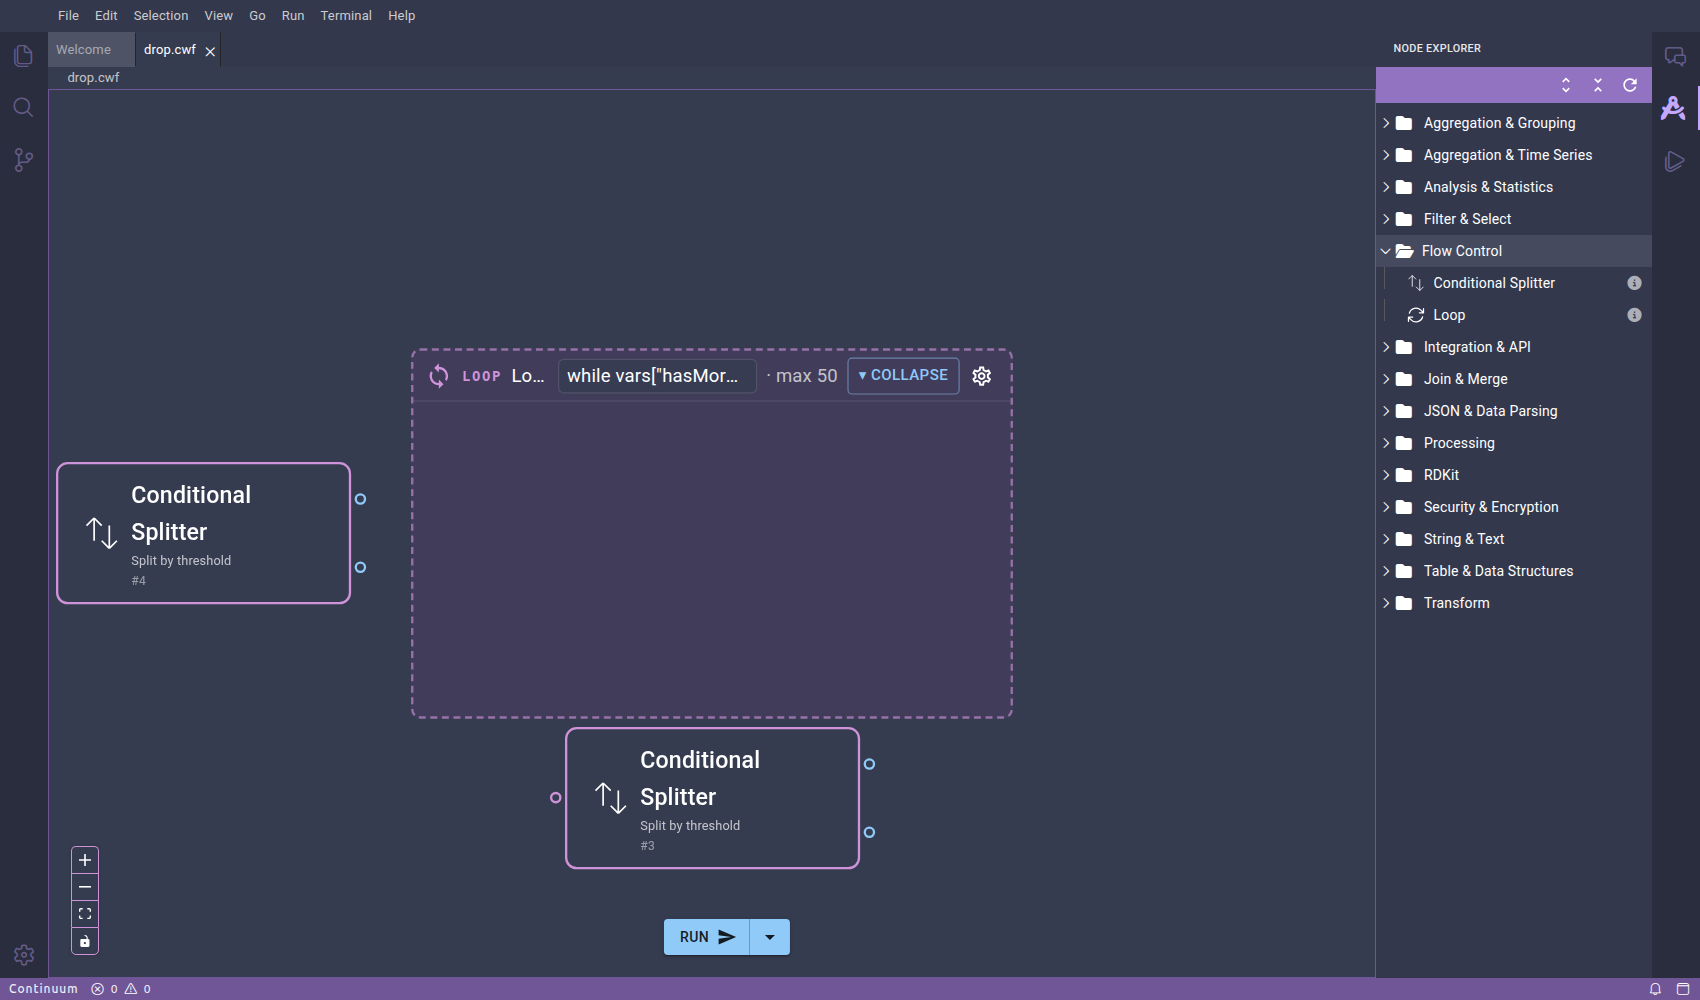 File Edit Selection View Go Run Terminal Help
Welcome drop.cwf
drop.cwf
LOOP Lo... while vars["hasMor... · max 50 ▾ COLLAPSE
Conditional
Splitter
Split by threshold
#4
Conditional
Splitter
Split by threshold
#3
RUN
NODE EXPLORER
Aggregation & Grouping
Aggregation & Time Series
Analysis & Statistics
Filter & Select
Flow Control
Conditional Splitter
Loop
Integration & API
Join & Merge
JSON & Data Parsing
Processing
RDKit
Security & Encryption
String & Text
Table & Data Structures
Transform
Continuum 0 0